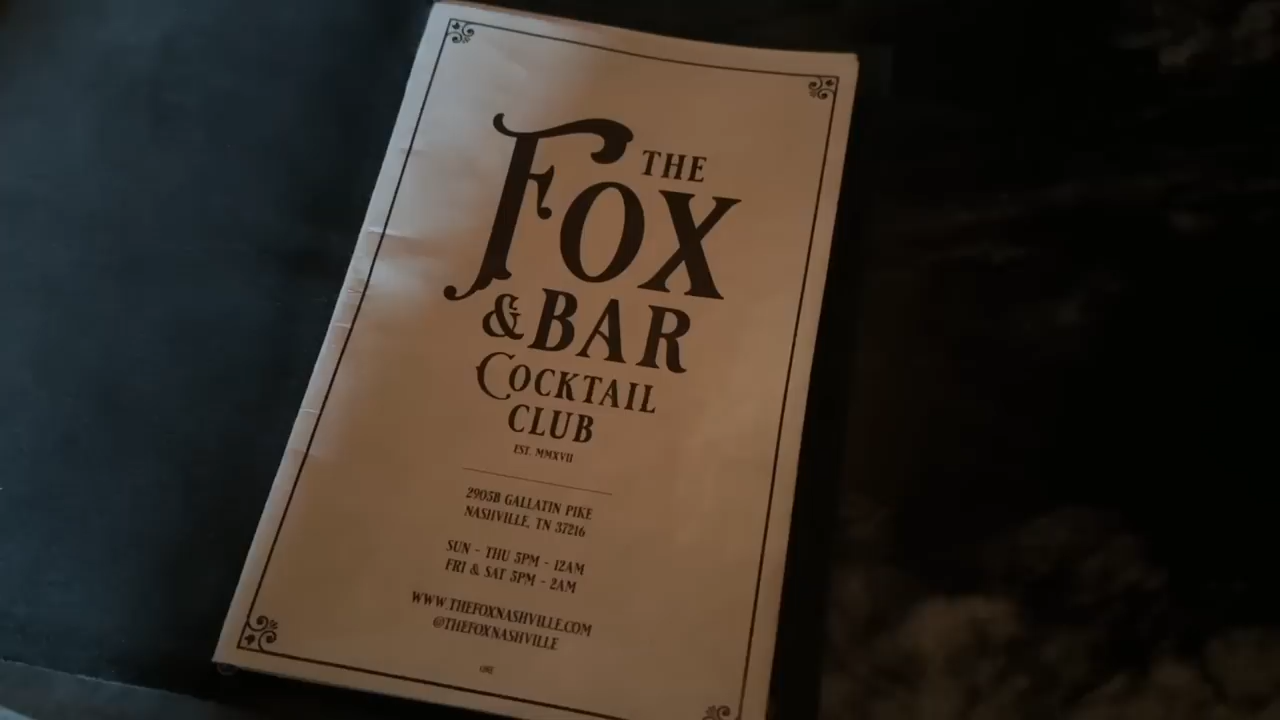 THE
FOX
& BAR
COCKTAIL
CLUB
EST. MMXVII
2905B GALLATIN PIKE
NASHVILLE, TN 37216
SUN - THU 5PM - 12AM
FRI & SAT 5PM - 2AM
WWW.THEFOXNASHVILLE.COM
@THEFOXNASHVILLE